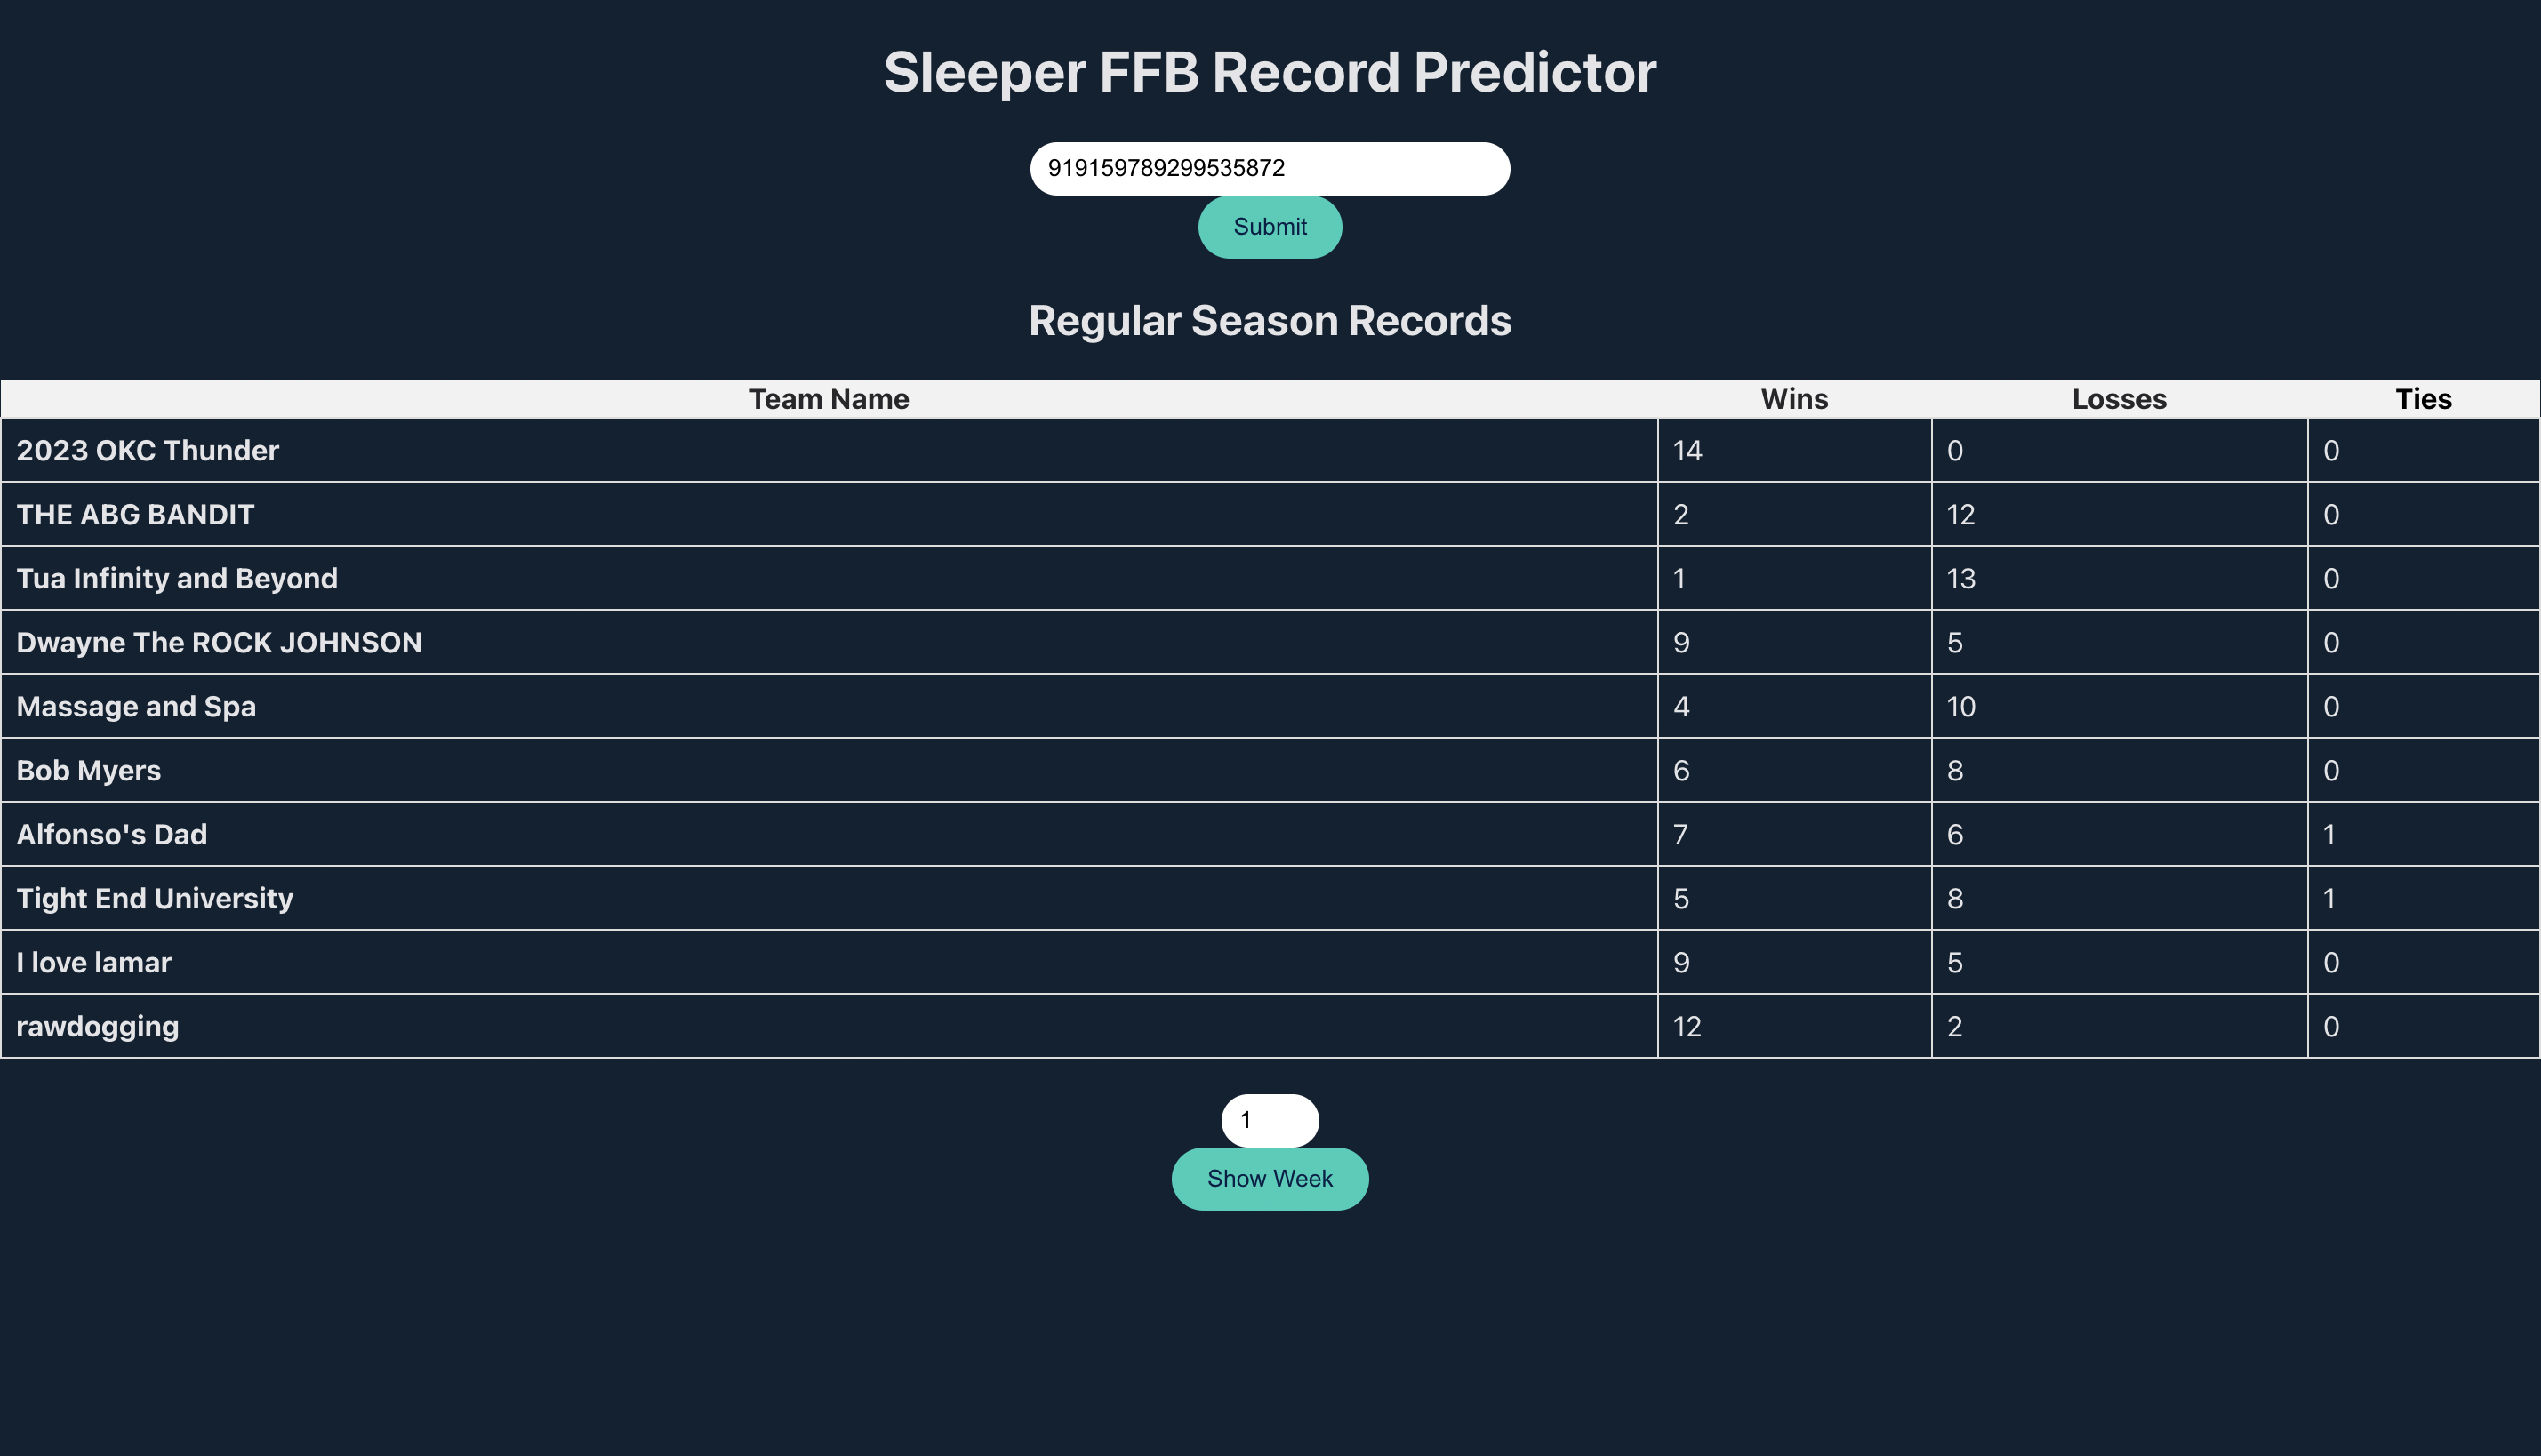 Sleeper FFB Record Predictor
919159789299535872
Submit
Regular Season Records
Team Name Wins Losses Ties
2023 OKC Thunder 14 0 0
THE ABG BANDIT 2 12 0
Tua Infinity and Beyond 1 13 0
Dwayne The ROCK JOHNSON 9 5 0
Massage and Spa 4 10 0
Bob Myers 6 8 0
Alfonso's Dad 7 6 1
Tight End University 5 8 1
I love lamar 9 5 0
rawdogging 12 2 0
1
Show Week